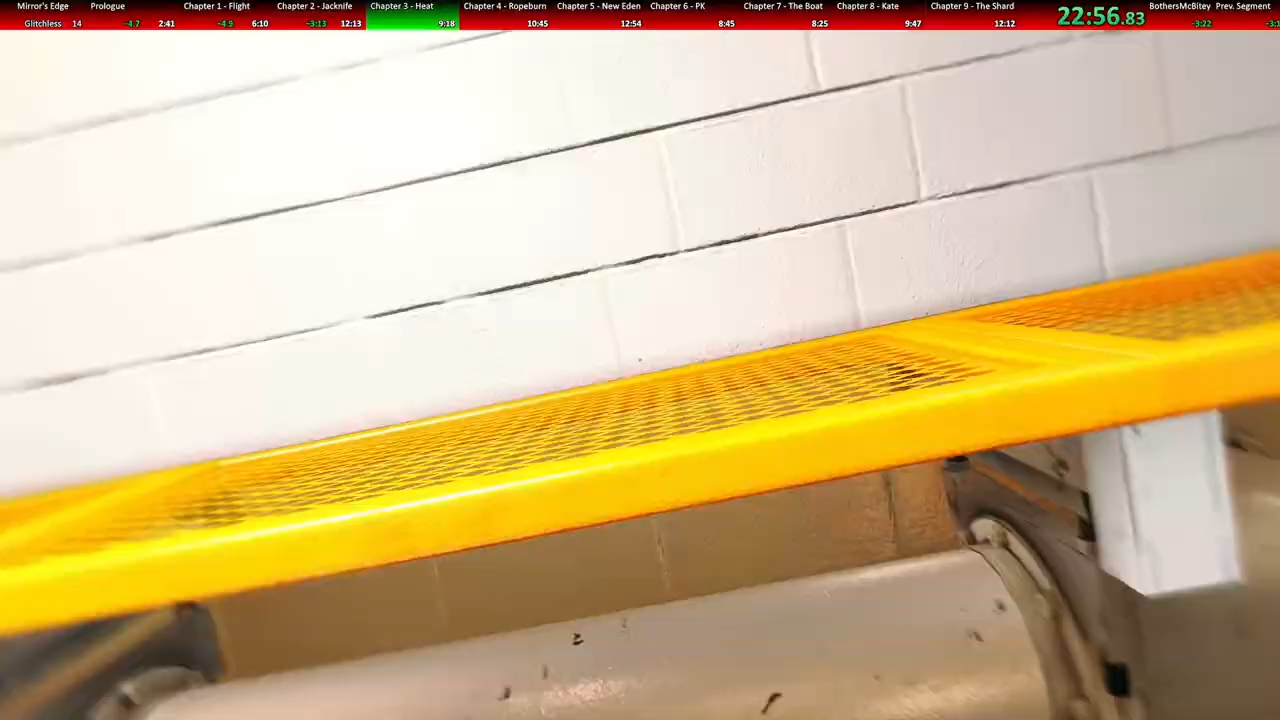 Mirror's Edge Prologue Chapter 1 - Flight Chapter 2 - Jacknife Chapter 3 - Heat Chapter 4 - Ropeburn Chapter 5 - New Eden Chapter 6 - PK Chapter 7 - The Boat Chapter 8 - Kate Chapter 9 - The Shard 22:56.83 BothersMcBitey Prev. Segment
Glitchless 14 -4.7 2:41 -4.9 6:10 -3:13 12:13 9:18 10:45 12:54 8:45 8:25 9:47 12:12 -3:22